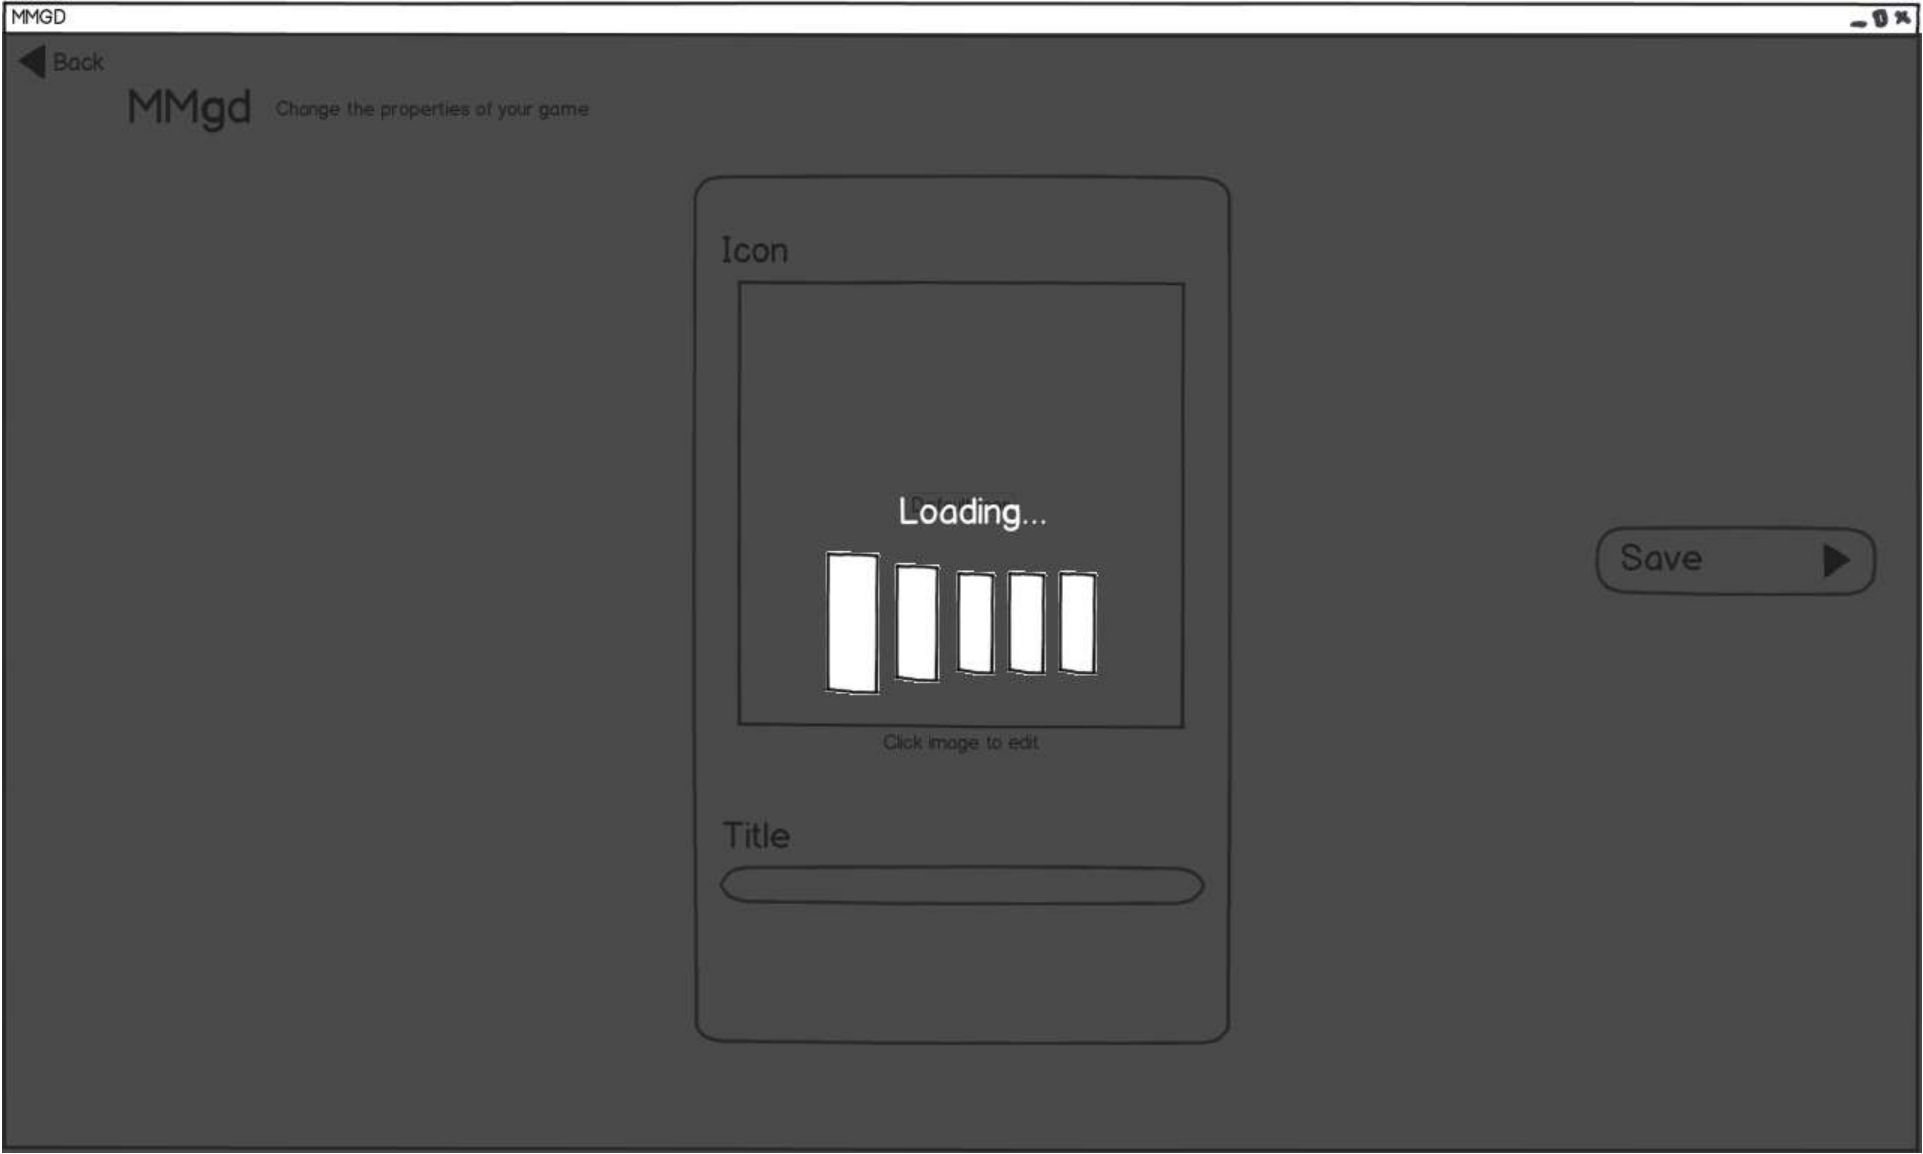 MMGD
Back
MMgd
Change the properties of your game
Icon
Loading...
Save
Click image to edit
Title